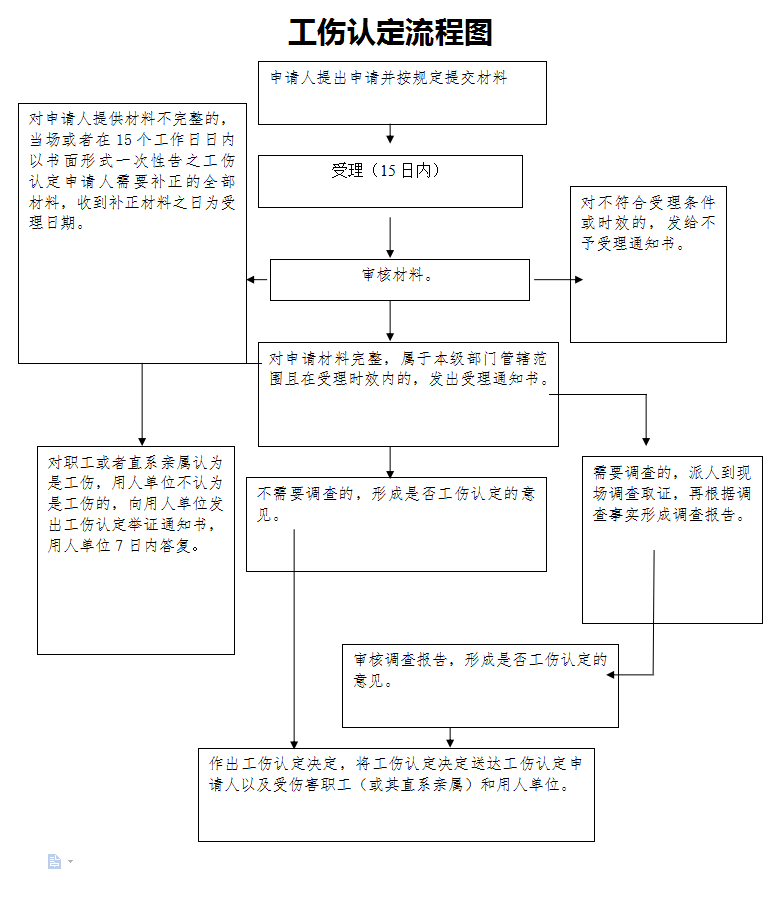 工伤认定流程图
申请人提出申请并按规定提交材料
对申请人提供材料不完整的，
当场或者在15个工作日日内
以书面形式一次性告之工伤
认定申请人需要补正的全部
材料，收到补正材料之日为受
理日期。
受理（15日内）
对不符合受理条件
或时效的，发给不
予受理通知书。
审核材料。
对申请材料完整，属于本级部门管辖范
围且在受理时效内的，发出受理通知书。
对职工或者直系亲属认为
是工伤，用人单位不认为
是工伤的，向用人单位发
出工伤认定举证通知书，
用人单位7日内答复。
不需要调查的，形成是否工伤认定的意
见。
需要调查的，派人到现
场调查取证，再根据调
查事实形成调查报告。
审核调查报告，形成是否工伤认定的
意见。
作出工伤认定决定，将工伤认定决定送达工伤认定申
请人以及受伤害职工（或其直系亲属）和用人单位。